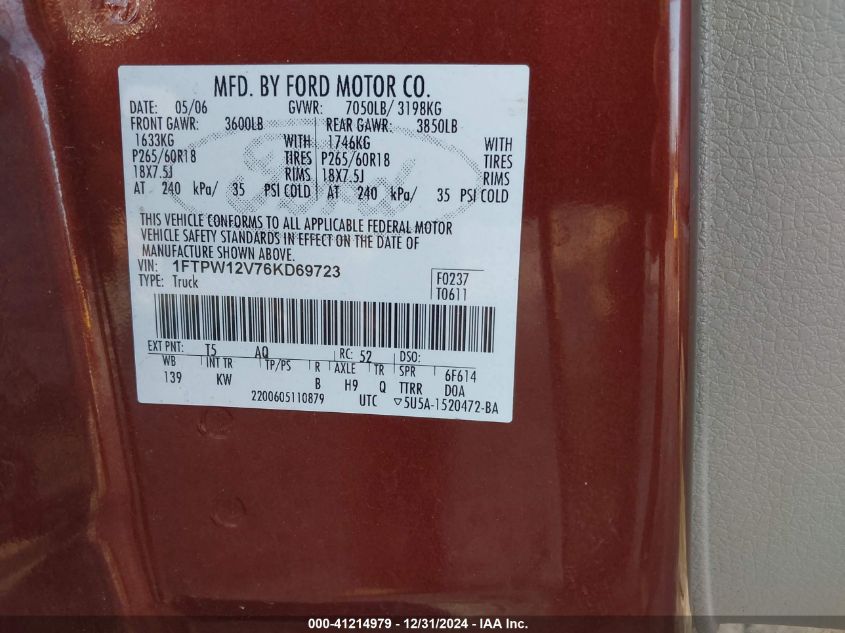 MFD. BY FORD MOTOR CO.
DATE: 05/06 GVWR: 7050LB/ 3198KG
FRONT GAWR: 3600LB REAR GAWR: 3850LB
1633KG WITH 1746KG WITH
P265/60R18 TIRES P265/60R18 TIRES
18X7.5J RIMS 18X7.5J RIMS
AT 240 kPa/ 35 PSI COLD AT 240 kPa/ 35 PSI COLD
THIS VEHICLE CONFORMS TO ALL APPLICABLE FEDERAL MOTOR
VEHICLE SAFETY STANDARDS IN EFFECT ON THE DATE OF
MANUFACTURE SHOWN ABOVE.
VIN: 1FTPW12V76KD69723
TYPE: Truck
F0237
T0611
EXT PNT: T5 AQ RC: 52 DSO:
WB INT TR TP/PS R AXLE TR SPR 6F614
139 KW B H9 Q TTRR DOA
2200605110879 UTC ▽5U5A-1520472-BA
Ford
000-41214979 - 12/31/2024 - IAA Inc.